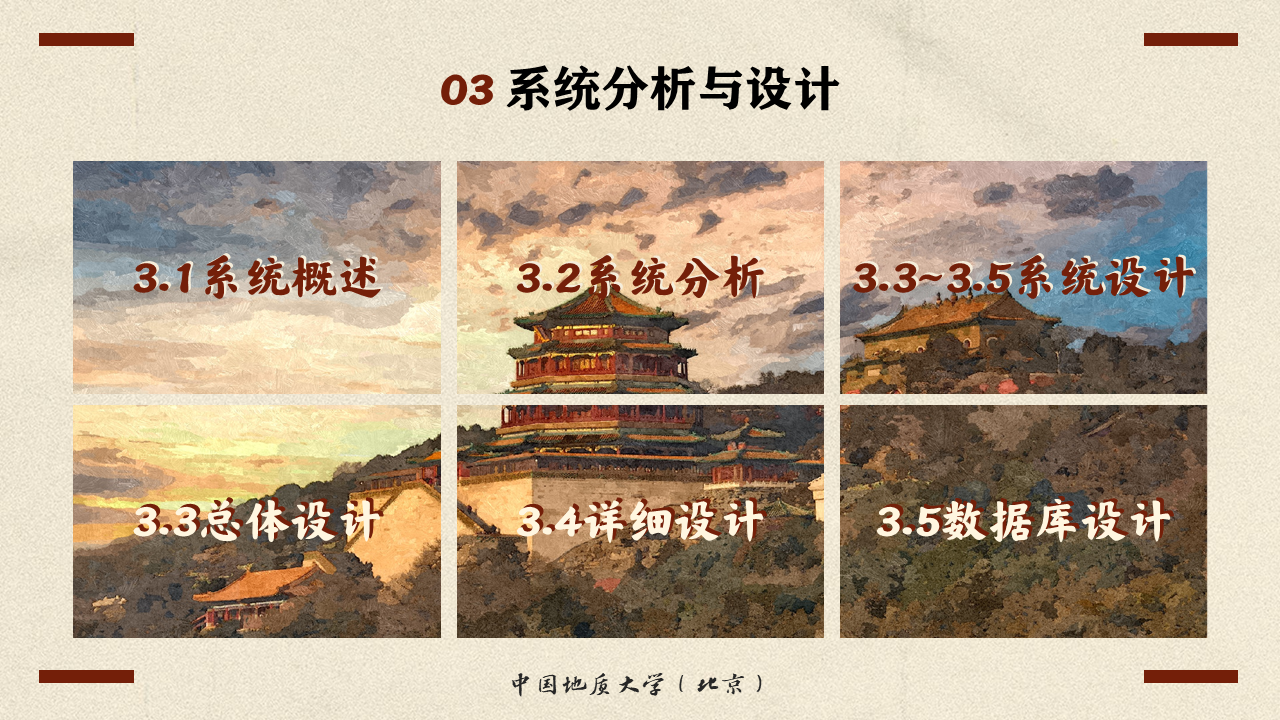 03 系统分析与设计
3.1系统概述
3.2系统分析
3.3~3.5系统设计
3.3总体设计
3.4详细设计
3.5数据库设计
中国地质大学（北京）